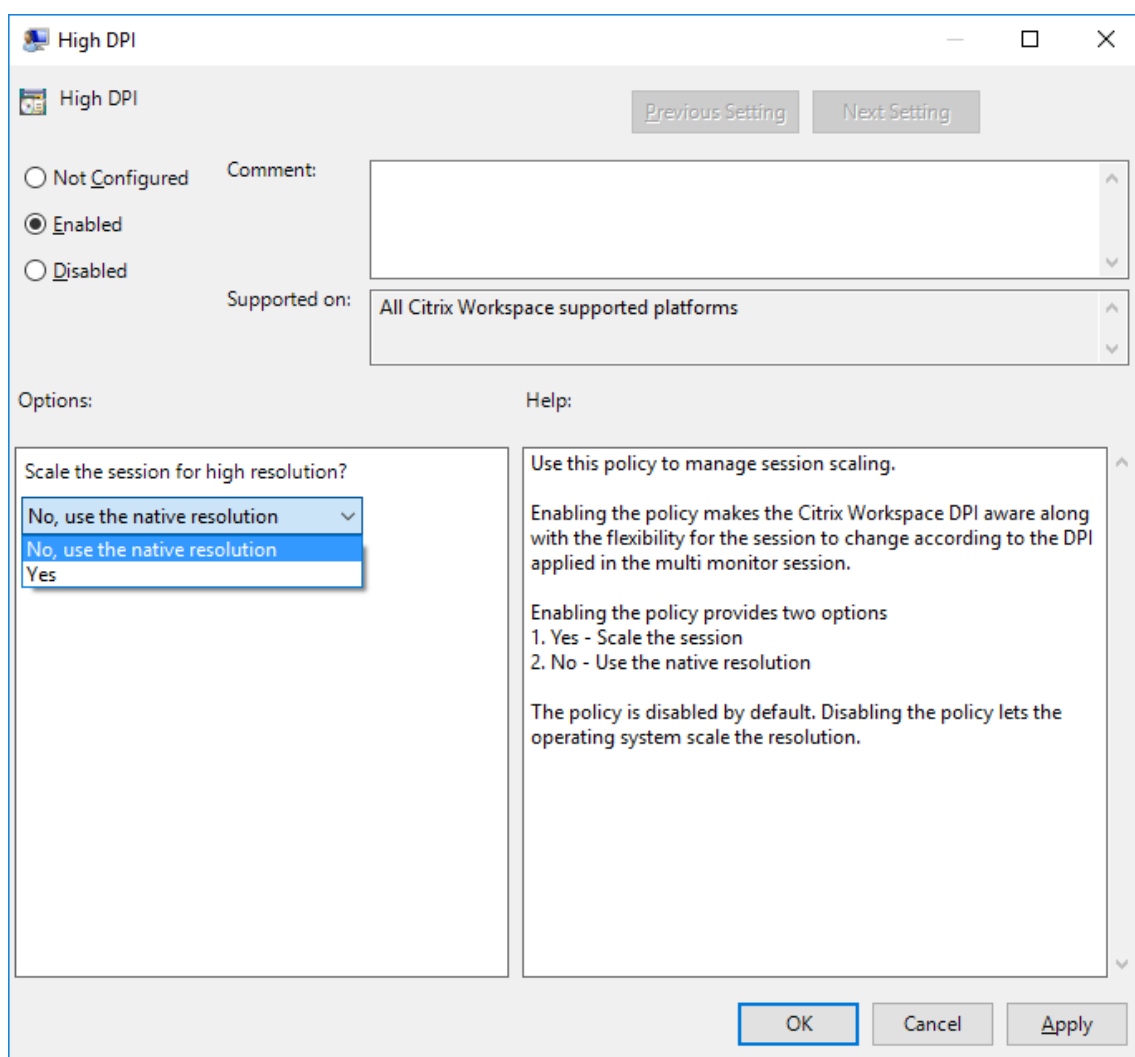 High DPI
High DPI
Previous Setting
Next Setting
Not Configured
Comment:
Enabled
Disabled
Supported on:
All Citrix Workspace supported platforms
Options:
Help:
Scale the session for high resolution?
No, use the native resolution
No, use the native resolution
Yes
Use this policy to manage session scaling.
Enabling the policy makes the Citrix Workspace DPI aware along
with the flexibility for the session to change according to the DPI
applied in the multi monitor session.
Enabling the policy provides two options
1. Yes - Scale the session
2. No - Use the native resolution
The policy is disabled by default. Disabling the policy lets the
operating system scale the resolution.
OK
Cancel
Apply